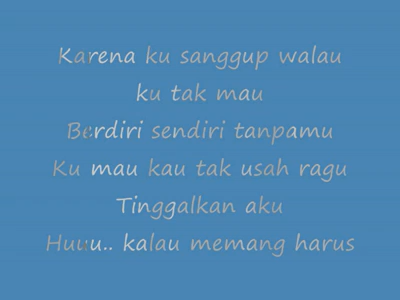 Karena ku sanggup walau
ku tak mau
Berdiri sendiri tanpamu
Ku mau kau tak usah ragu
Tinggalkan aku
Huuu.. kalau memang harus